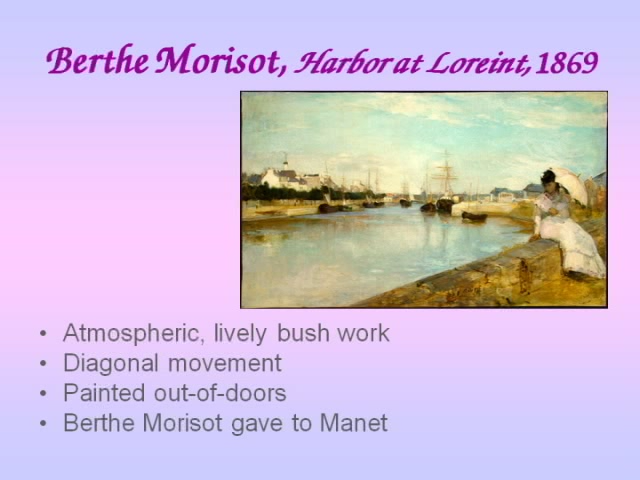 Berthe Morisot, Harbor at Loreint, 1869
• Atmospheric, lively bush work
• Diagonal movement
• Painted out-of-doors
• Berthe Morisot gave to Manet